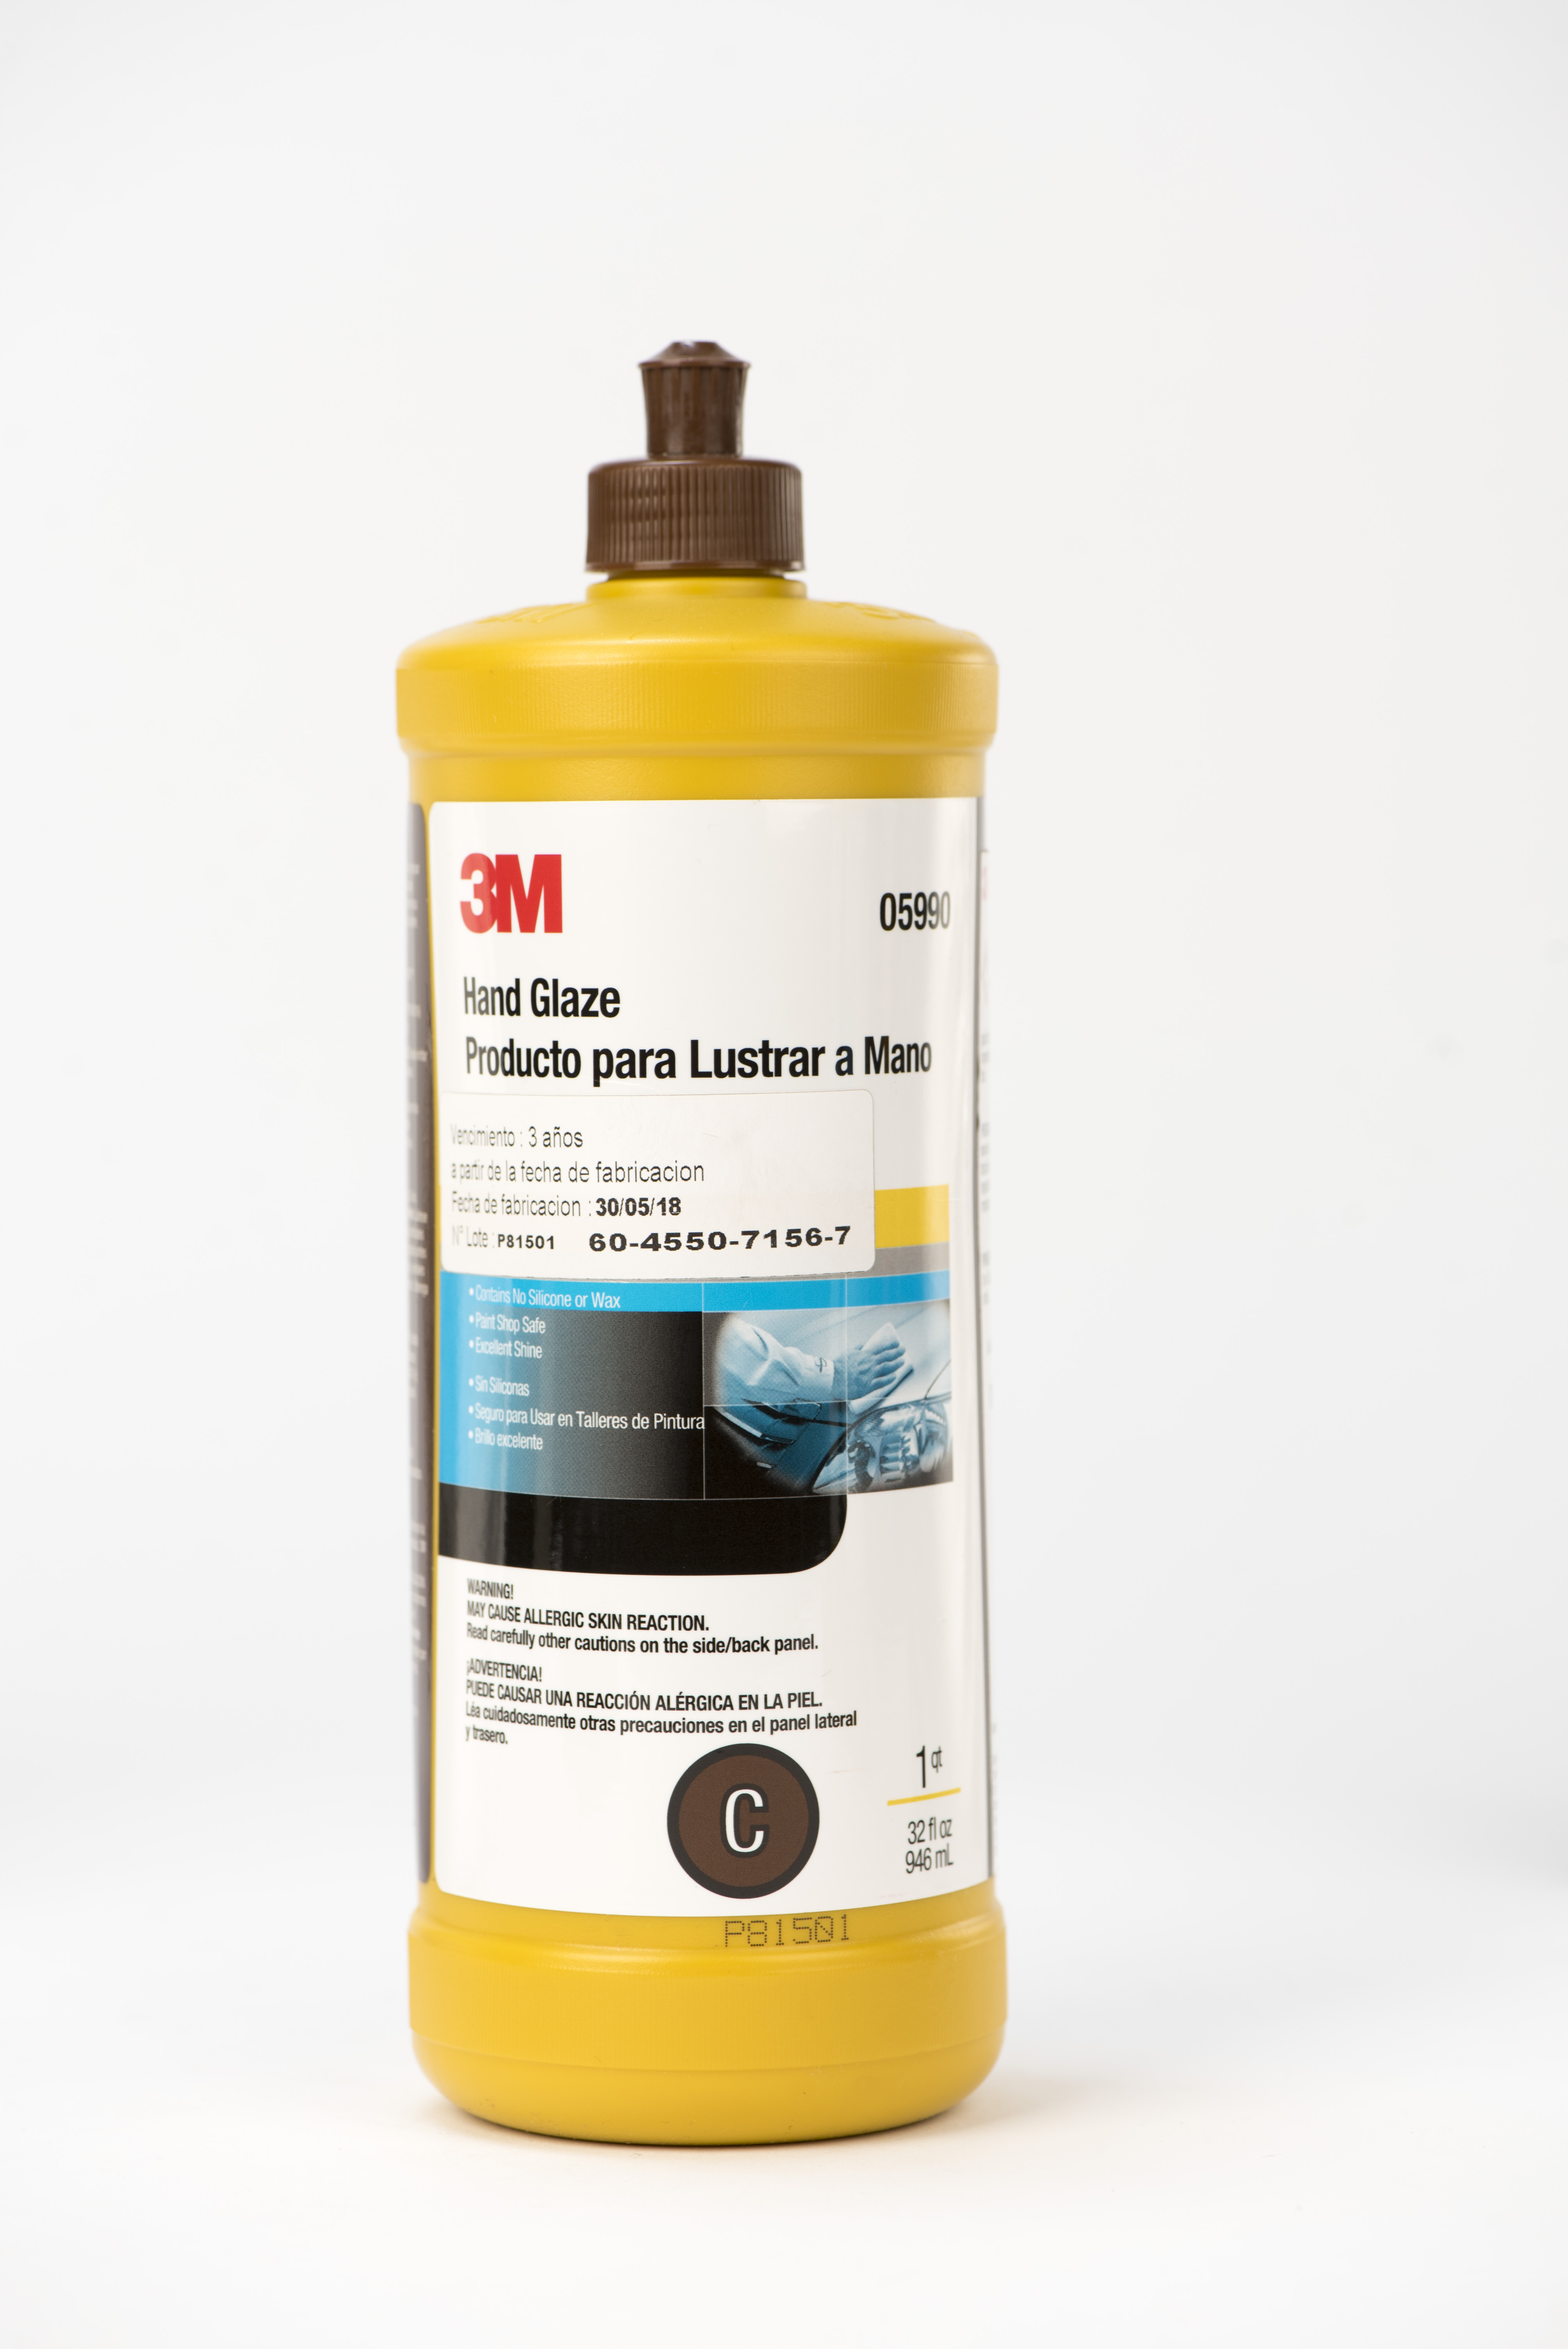 3M
05990
Hand Glaze
Producto para Lustrar a Mano
Vencimiento : 3 años
a partir de la fecha de fabricacion
Fecha de fabricacion : 30/05/18
N° Lote : P81501 60-4550-7156-7
• Contains No Silicone or Wax
• Paint Shop Safe
• Excellent Shine
• Sin Siliconas
• Seguro para Usar en Talleres de Pintura
• Brillo excelente
WARNING!
MAY CAUSE ALLERGIC SKIN REACTION.
Read carefully other cautions on the side/back panel.
¡ADVERTENCIA!
PUEDE CAUSAR UNA REACCIÓN ALÉRGICA EN LA PIEL.
Léa cuidadosamente otras precauciones en el panel lateral
y trasero.
C
1 qt
32 fl oz
946 mL
P81501